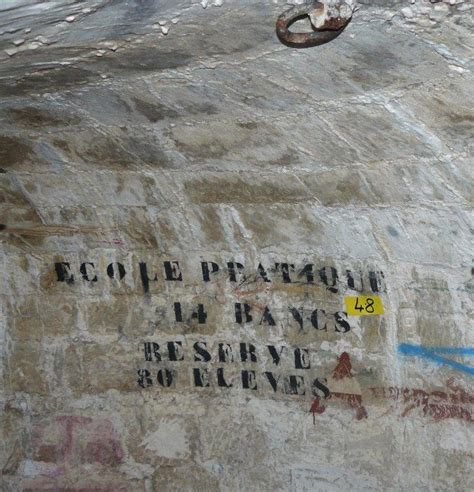 ECOLE PRATIQUE
14 BANCS
48
RESERVE
80 ELEVES